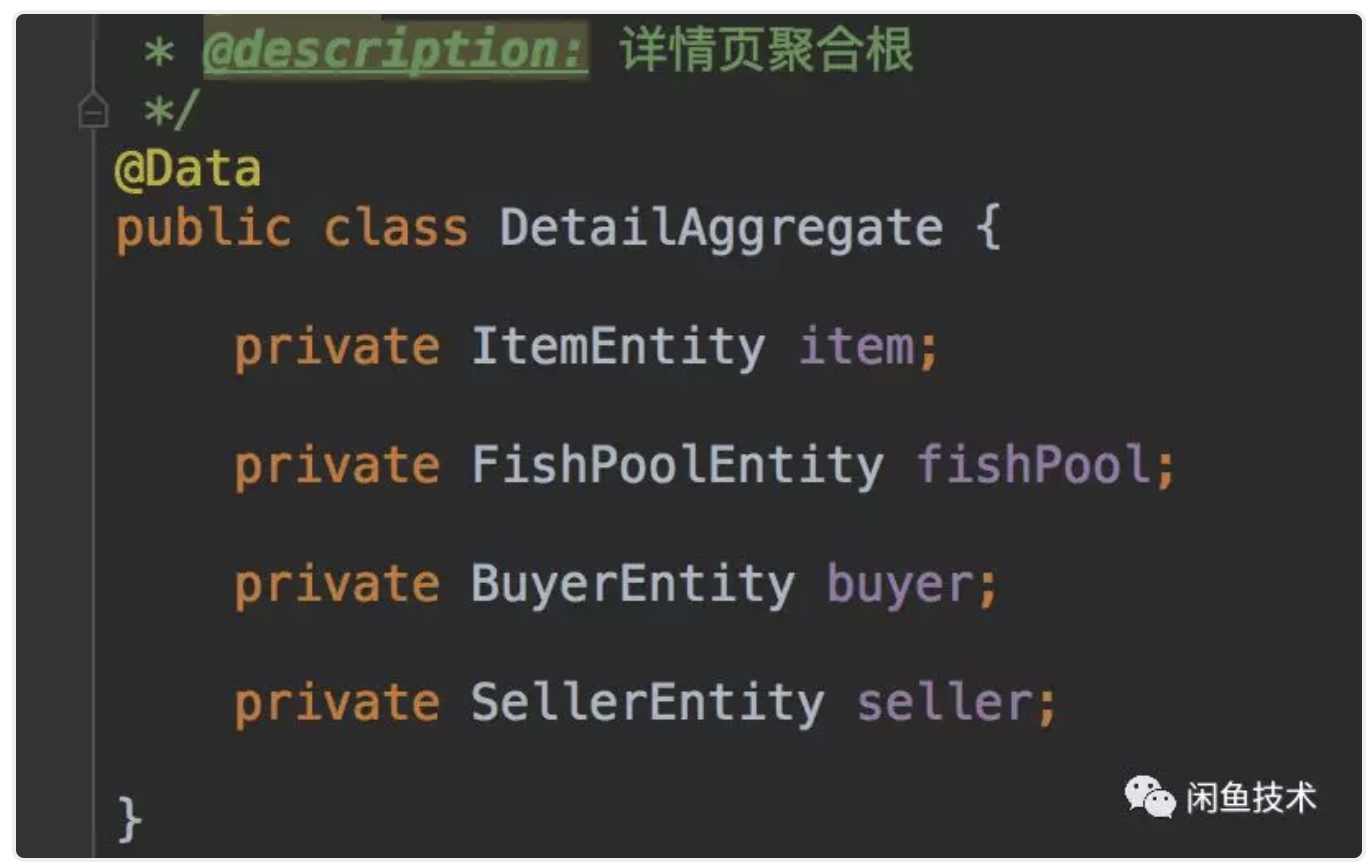 * @description: 详情页聚合根
*/
@Data
public class DetailAggregate {
private ItemEntity item;
private FishPoolEntity fishPool;
private BuyerEntity buyer;
private SellerEntity seller;
}
闲鱼技术